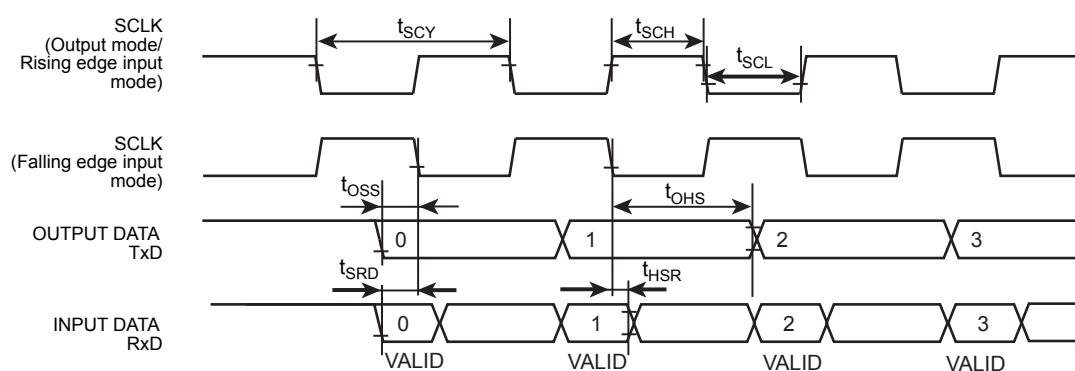 SCLK
(Output mode/
Rising edge input
mode)
tSCY
tSCH
tSCL
SCLK
(Falling edge input
mode)
tOSS
tOHS
OUTPUT DATA
TxD
0
1
2
3
tSRD
tHSR
INPUT DATA
RxD
0
1
2
3
VALID
VALID
VALID
VALID